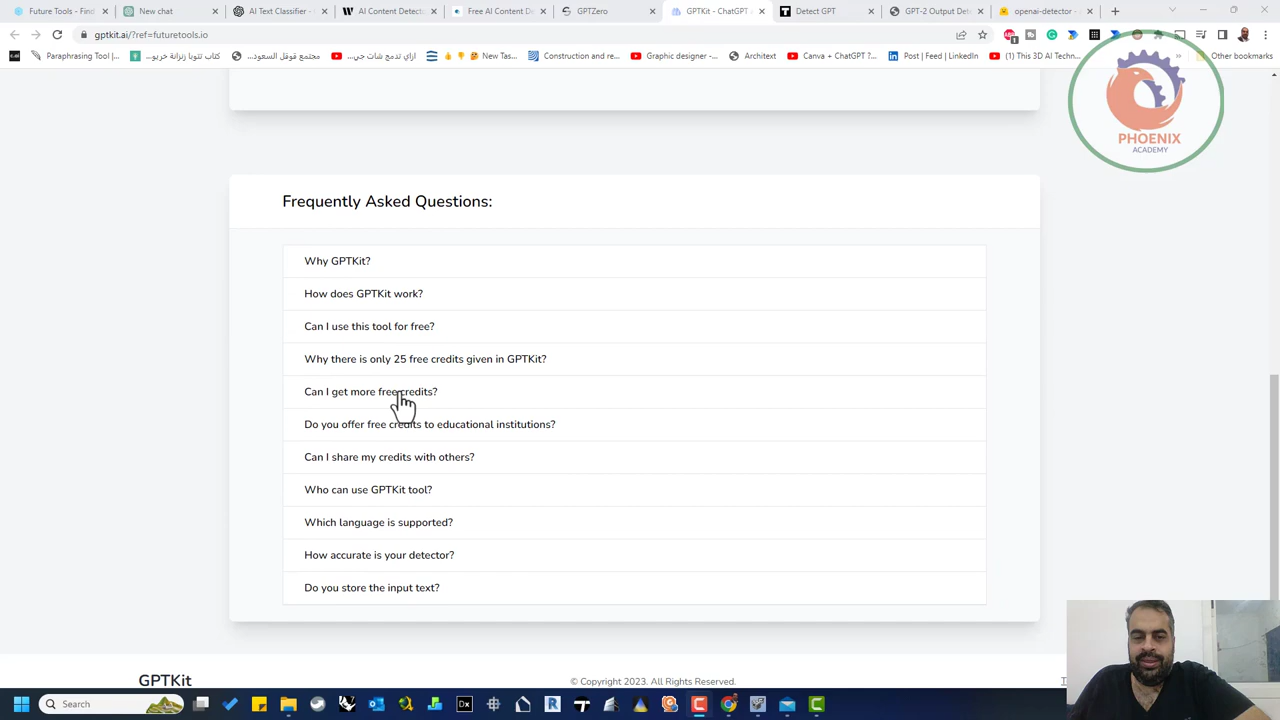 Future Tools - Find
New chat
AI Text Classifier -
AI Content Detect
Free AI Content De
GPTZero
GPTKit - ChatGPT
Detect GPT
GPT-2 Output Det
openai-detector -
gptkit.ai/?ref=futuretools.io
Paraphrasing Tool |...
New Tas...
Construction and re...
Graphic designer -...
Architext
Canva + ChatGPT
Post | Feed | LinkedIn
(1) This 3D AI Techn...
Other bookmarks
PHOENIX
ACADEMY
Frequently Asked Questions:
Why GPTKit?
How does GPTKit work?
Can I use this tool for free?
Why there is only 25 free credits given in GPTKit?
Can I get more free credits?
Do you offer free credits to educational institutions?
Can I share my credits with others?
Who can use GPTKit tool?
Which language is supported?
How accurate is your detector?
Do you store the input text?
GPTKit
© Copyright 2023. All Rights Reserved.
Search